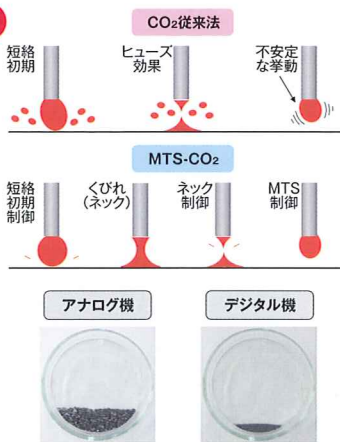 CO₂従来法
短絡
初期
ヒューズ
効果
不安定
な挙動
MTS-CO₂
短絡
初期
制御
くびれ
(ネック)
ネック
制御
MTS
制御
アナログ機
デジタル機